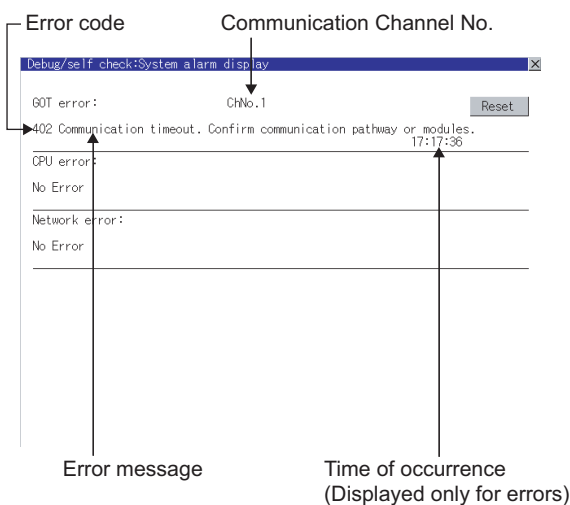 Error code
Communication Channel No.
Debug/self check:System alarm display
GOT error: ChNo.1
Reset
402 Communication timeout. Confirm communication pathway or modules.
17:17:36
CPU error:
No Error
Network error:
No Error
Error message
Time of occurrence
(Displayed only for errors)